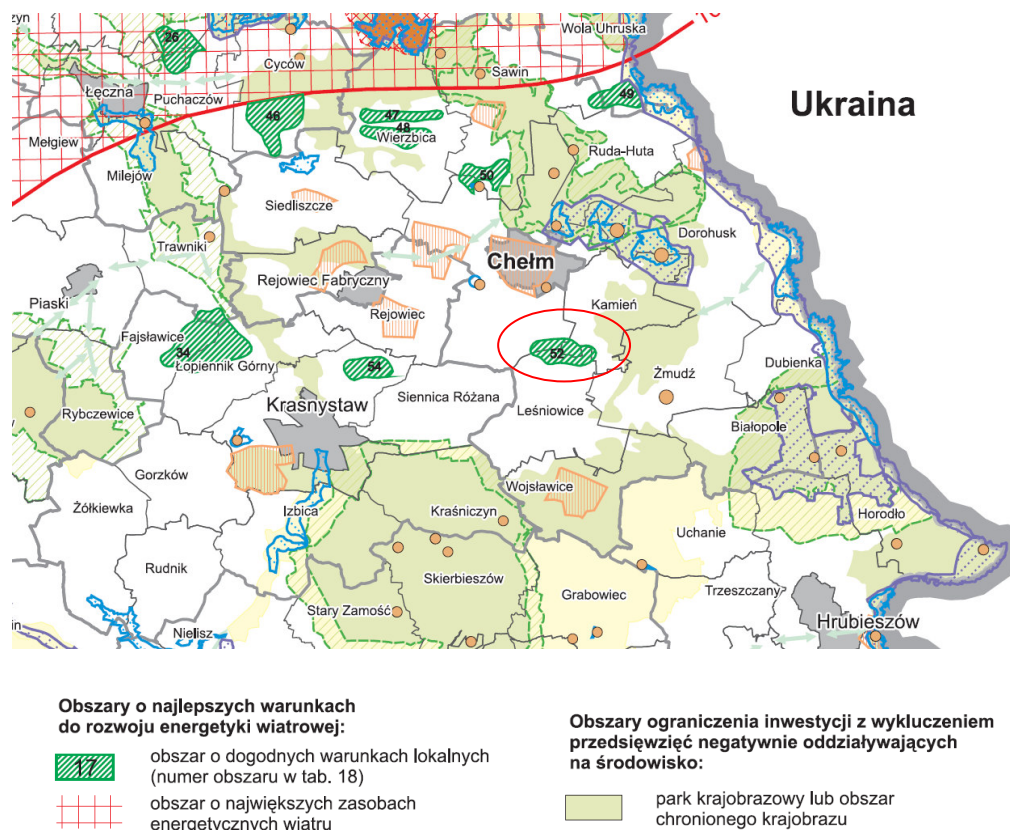 Wola Uhruska
26
Cyców
Sawin
Ukraina
Łęczna
Puchaczów
49
46
47
48
Wierzbica
Mełgiew
Milejów
50
Ruda-Huta
Siedliszcze
Trawniki
Dorohusk
Chełm
Rejowiec Fabryczny
Piaski
Kamień
Rejowiec
Fajsławice
34
Łopiennik Górny
52
54
Dubienka
Żmudź
Siennica Różana
Krasnystaw
Leśniowice
Rybczewice
Białopole
Gorzków
Wojsławice
Żółkiewka
Izbica
Kraśniczyn
Horodło
Uchanie
Rudnik
Skierbieszów
Grabowiec
Trzeszczany
Stary Zamość
Hrubieszów
Nielisz
Obszary o najlepszych warunkach
do rozwoju energetyki wiatrowej:
17
obszar o dogodnych warunkach lokalnych
(numer obszaru w tab. 18)
obszar o największych zasobach
energetycznych wiatru
Obszary ograniczenia inwestycji z wykluczeniem
przedsięwzięć negatywnie oddziaływających
na środowisko:
park krajobrazowy lub obszar
chronionego krajobrazu